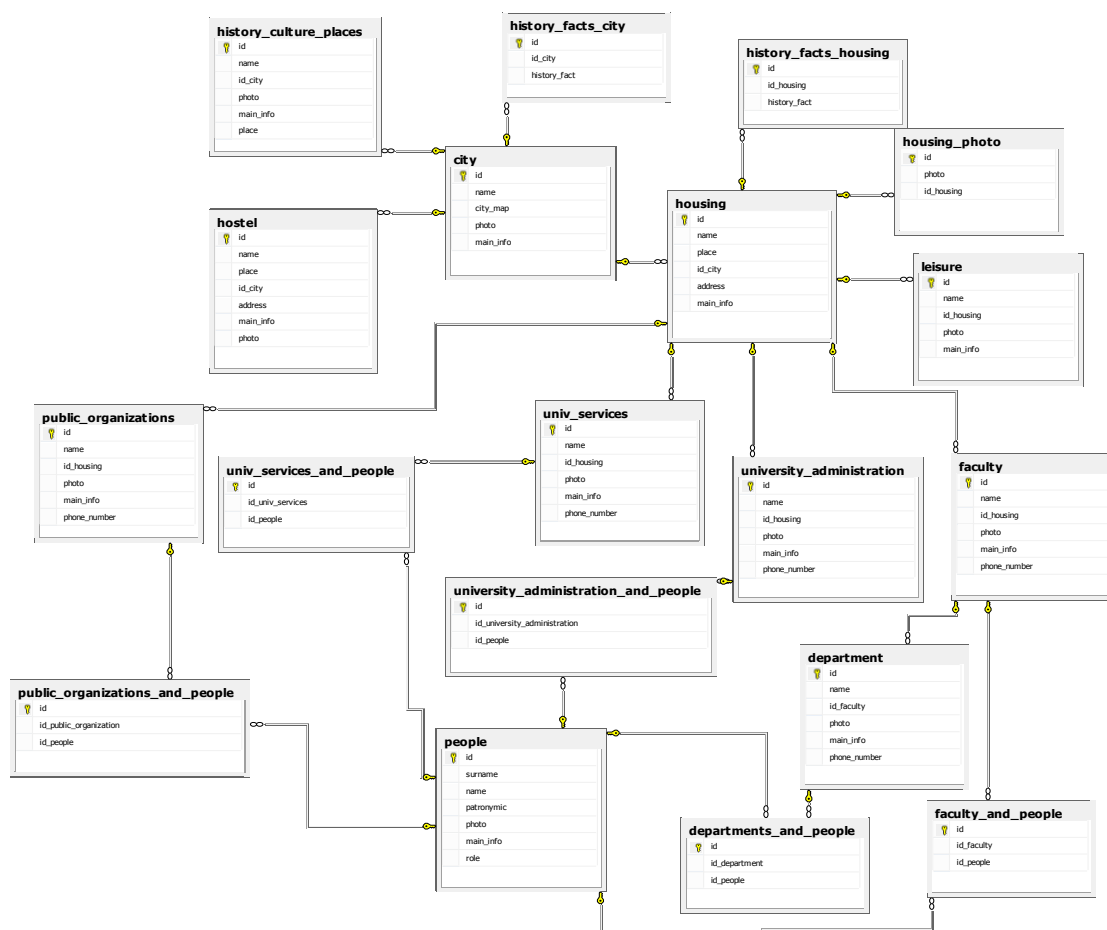 history_culture_places
id
name
id_city
photo
main_info
place
history_facts_city
id
id_city
history_fact
history_facts_housing
id
id_housing
history_fact
housing_photo
id
photo
id_housing
city
id
name
city_map
photo
main_info
housing
id
name
place
id_city
address
main_info
hostel
id
name
place
id_city
address
main_info
photo
leisure
id
name
id_housing
photo
main_info
public_organizations
id
name
id_housing
photo
main_info
phone_number
univ_services
id
name
id_housing
photo
main_info
phone_number
univ_services_and_people
id
id_univ_services
id_people
university_administration
id
name
id_housing
photo
main_info
phone_number
faculty
id
name
id_housing
photo
main_info
phone_number
university_administration_and_people
id
id_university_administration
id_people
department
id
name
id_faculty
photo
main_info
phone_number
public_organizations_and_people
id
id_public_organization
id_people
people
id
surname
name
patronymic
photo
main_info
role
departments_and_people
id
id_department
id_people
faculty_and_people
id
id_faculty
id_people